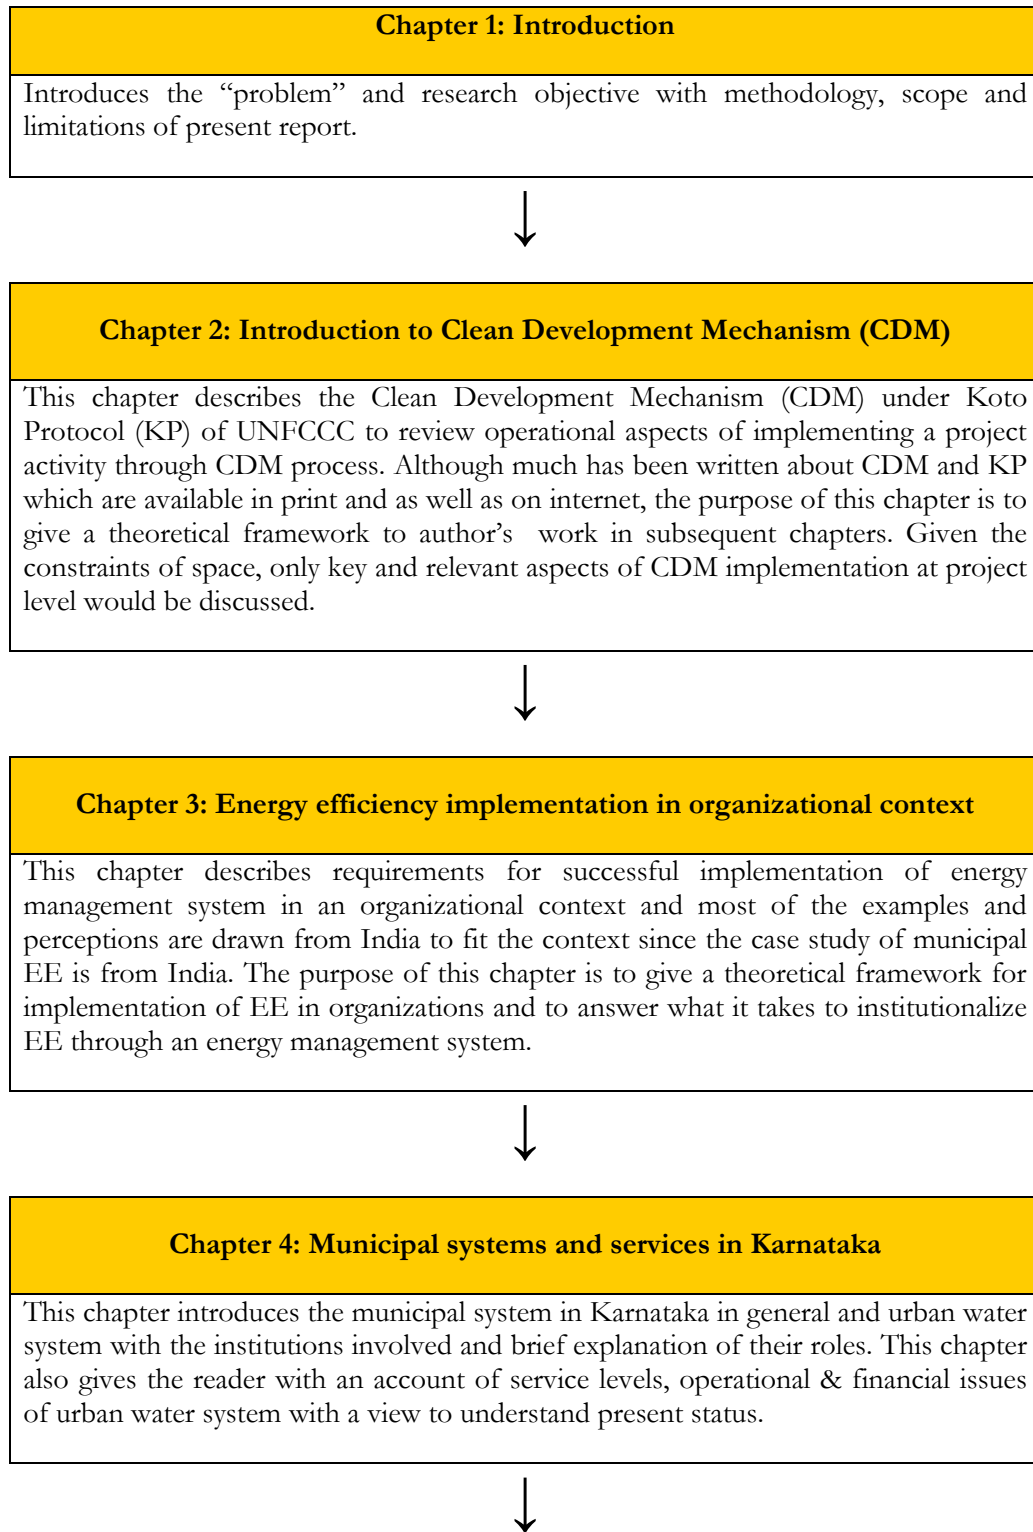 Chapter 1: Introduction
Introduces the “problem” and research objective with methodology, scope and
limitations of present report.
Chapter 2: Introduction to Clean Development Mechanism (CDM)
This chapter describes the Clean Development Mechanism (CDM) under Koto
Protocol (KP) of UNFCCC to review operational aspects of implementing a project
activity through CDM process. Although much has been written about CDM and KP
which are available in print and as well as on internet, the purpose of this chapter is to
give a theoretical framework to author’s work in subsequent chapters. Given the
constraints of space, only key and relevant aspects of CDM implementation at project
level would be discussed.
Chapter 3: Energy efficiency implementation in organizational context
This chapter describes requirements for successful implementation of energy
management system in an organizational context and most of the examples and
perceptions are drawn from India to fit the context since the case study of municipal
EE is from India. The purpose of this chapter is to give a theoretical framework for
implementation of EE in organizations and to answer what it takes to institutionalize
EE through an energy management system.
Chapter 4: Municipal systems and services in Karnataka
This chapter introduces the municipal system in Karnataka in general and urban water
system with the institutions involved and brief explanation of their roles. This chapter
also gives the reader with an account of service levels, operational & financial issues
of urban water system with a view to understand present status.